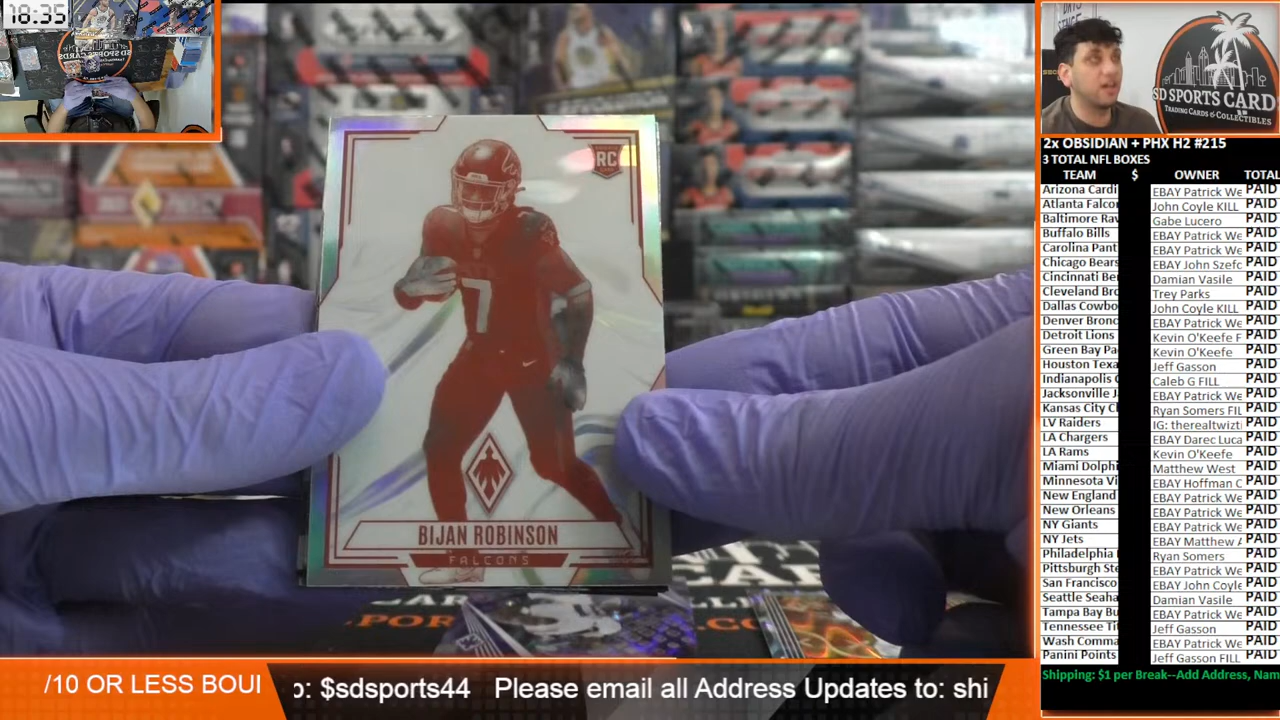 18:35
RC
7
BIJAN ROBINSON
FALCONS
SD SPORTS CARD
TRADING CARDS & COLLECTIBLES
2x OBSIDIAN + PHX H2 #215
3 TOTAL NFL BOXES
TEAM $ OWNER TOTAL
Arizona Cardi EBAY Patrick We PAID
Atlanta Falco John Coyle KILL PAID
Baltimore Rav Gabe Lucero PAID
Buffalo Bills EBAY Patrick We PAID
Carolina Pant EBAY Patrick We PAID
Chicago Bears EBAY John Szefc PAID
Cincinnati Be Damian Vasile PAID
Cleveland Bro Trey Parks PAID
Dallas Cowbo John Coyle KILL PAID
Denver Bronc EBAY Patrick We PAID
Detroit Lions Kevin O'Keefe F PAID
Green Bay Pa Kevin O'Keefe PAID
Houston Texa Jeff Gasson PAID
Indianapolis C Caleb G FILL PAID
Jacksonville J EBAY Patrick We PAID
Kansas City C Ryan Somers FIL PAID
LV Raiders IG: therealtwizti PAID
LA Chargers EBAY Darec Luca PAID
LA Rams Kevin O'Keefe PAID
Miami Dolphi Matthew West PAID
Minnesota Vi EBAY Hoffman C PAID
New England EBAY Patrick We PAID
New Orleans EBAY Patrick We PAID
NY Giants EBAY Patrick We PAID
NY Jets EBAY Matthew A PAID
Philadelphia Ryan Somers PAID
Pittsburgh Ste EBAY Patrick We PAID
San Francisco EBAY John Coyle PAID
Seattle Seaha Damian Vasile PAID
Tampa Bay Bu EBAY Patrick We PAID
Tennessee Ti Jeff Gasson PAID
Wash Comma EBAY Patrick We PAID
Panini Points Jeff Gasson FILL PAID
Shipping: $1 per Break--Add Address, Nam
/10 OR LESS BOUI
o: $sdsports44 Please email all Address Updates to: shi